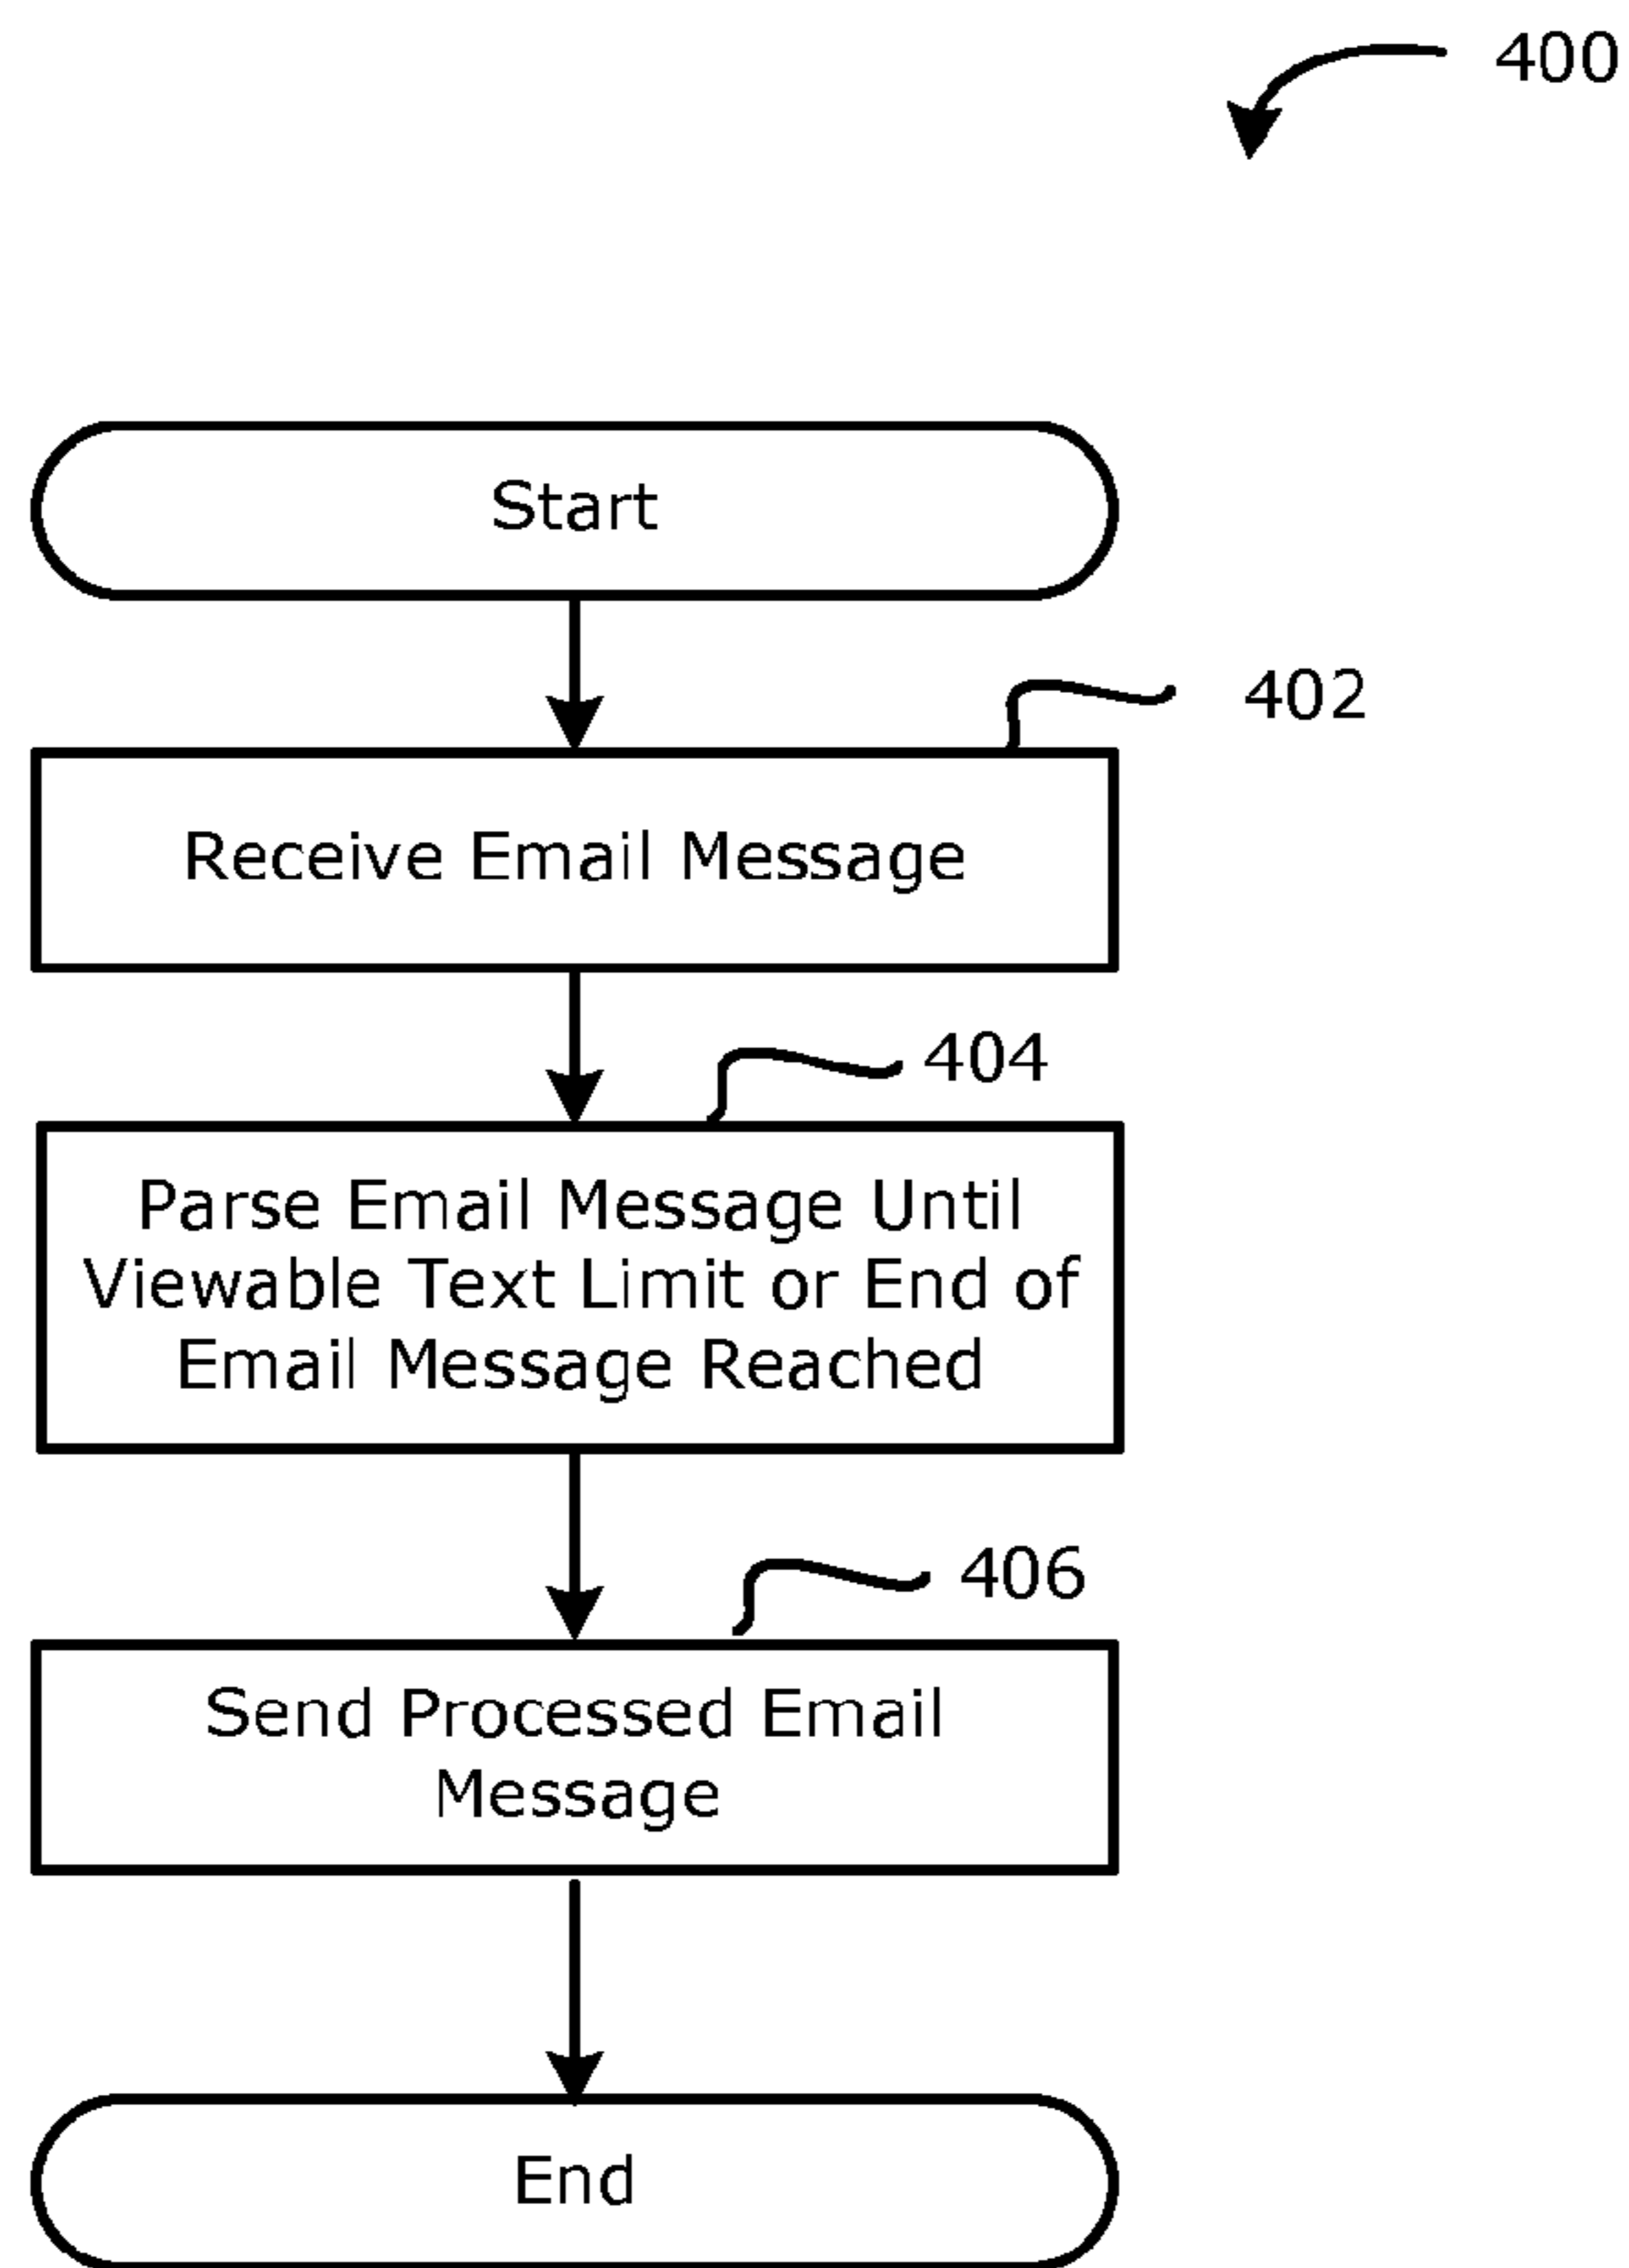 400
Start
402
Receive Email Message
404
Parse Email Message Until
Viewable Text Limit or End of
Email Message Reached
406
Send Processed Email
Message
End